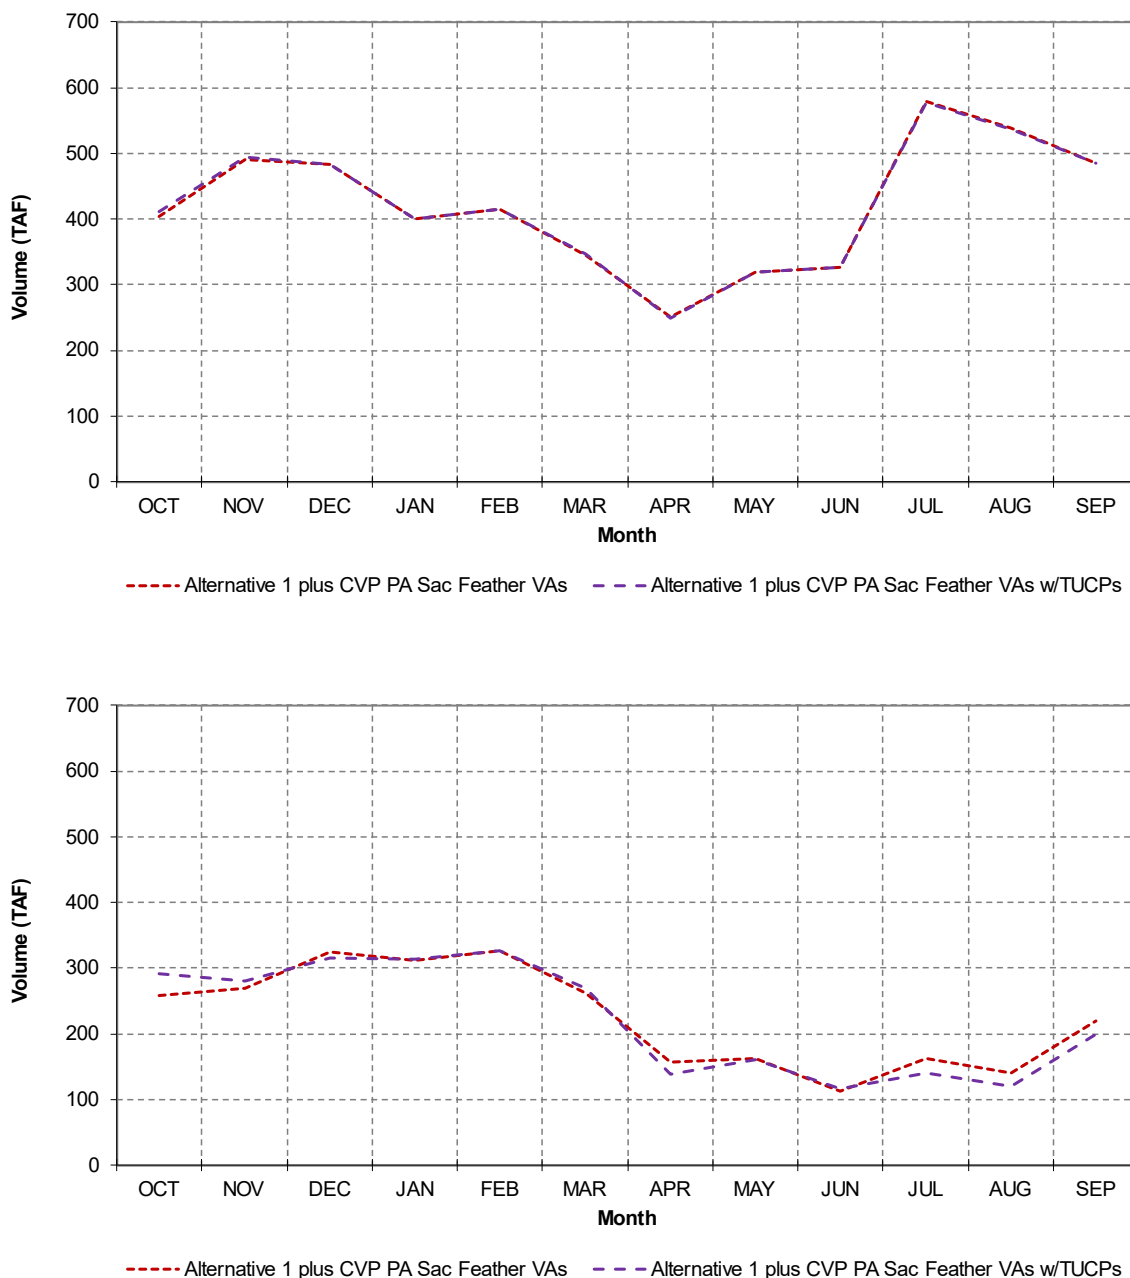 700
600
500
400
300
200
100
0
Volume (TAF)
OCT NOV DEC JAN FEB MAR APR MAY JUN JUL AUG SEP
Month
Alternative 1 plus CVP PA Sac Feather VAs Alternative 1 plus CVP PA Sac Feather VAs w/TUCPs
700
600
500
400
300
200
100
0
Volume (TAF)
OCT NOV DEC JAN FEB MAR APR MAY JUN JUL AUG SEP
Month
Alternative 1 plus CVP PA Sac Feather VAs Alternative 1 plus CVP PA Sac Feather VAs w/TUCPs